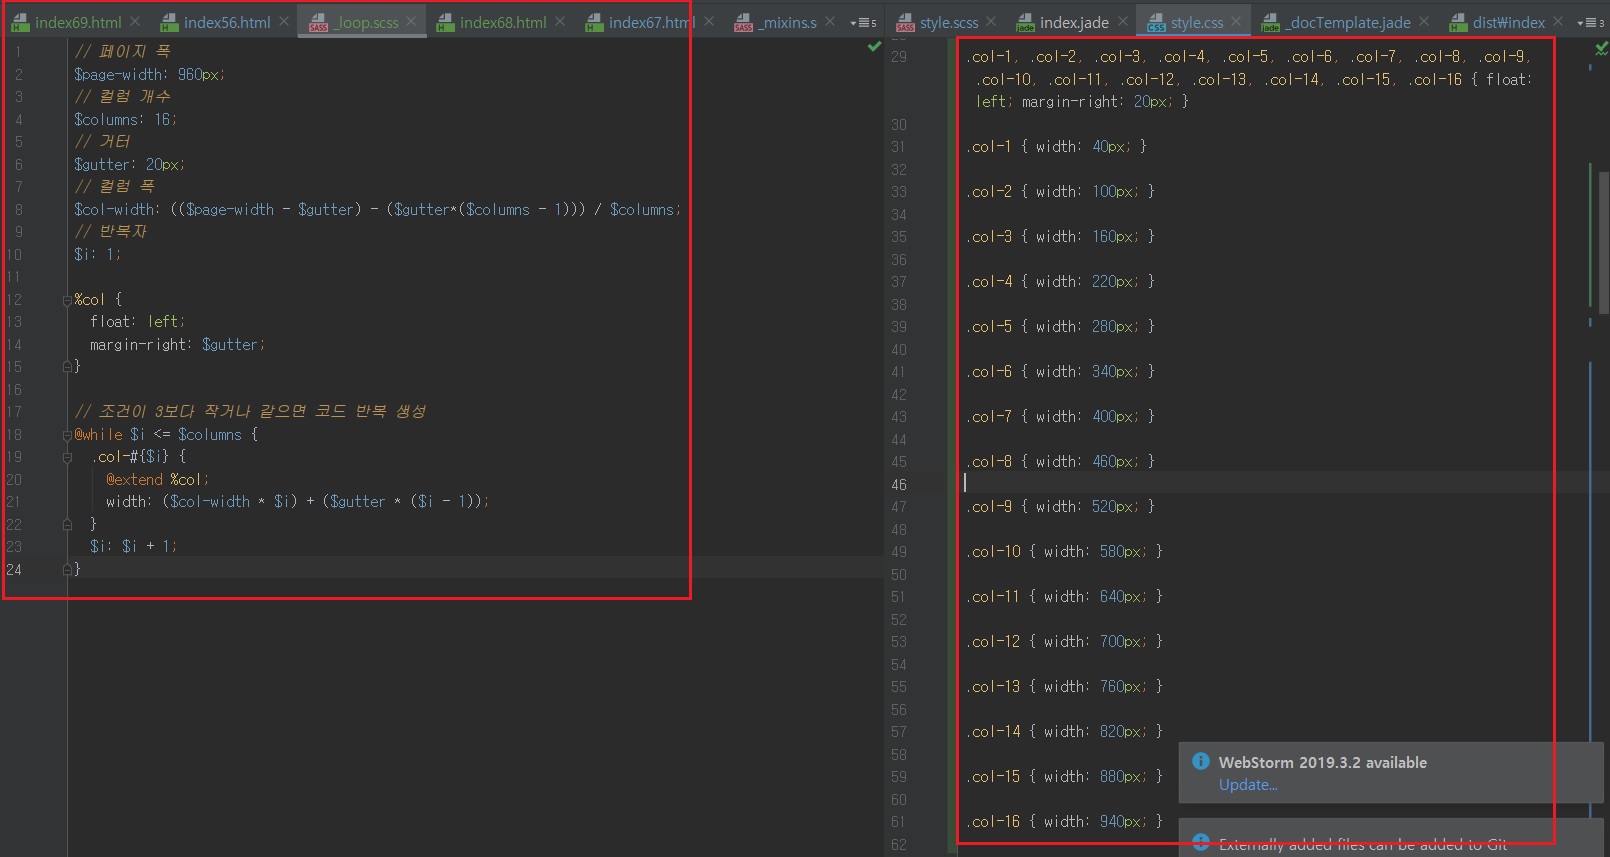 index69.html
index56.html
_loop.scss
index68.html
index67.html
_mixins.s
5
style.scss
index.jade
style.css
_docTemplate.jade
dist₩index
3
1 // 페이지 폭
2 $page-width: 960px;
3 // 컬럼 개수
4 $columns: 16;
5 // 거터
6 $gutter: 20px;
7 // 컬럼 폭
8 $col-width: (($page-width - $gutter) - ($gutter*($columns - 1))) / $columns;
9 // 반복자
10 $i: 1;
11
12 %col {
13 float: left;
14 margin-right: $gutter;
15 }
16
17 // 조건이 3보다 작거나 같으면 코드 반복 생성
18 @while $i <= $columns {
19 .col-#{$i} {
20 @extend %col;
21 width: ($col-width * $i) + ($gutter * ($i - 1));
22 }
23 $i: $i + 1;
24 }
29 .col-1, .col-2, .col-3, .col-4, .col-5, .col-6, .col-7, .col-8, .col-9,
.col-10, .col-11, .col-12, .col-13, .col-14, .col-15, .col-16 { float:
left; margin-right: 20px; }
30
31 .col-1 { width: 40px; }
32
33 .col-2 { width: 100px; }
34
35 .col-3 { width: 160px; }
36
37 .col-4 { width: 220px; }
38
39 .col-5 { width: 280px; }
40
41 .col-6 { width: 340px; }
42
43 .col-7 { width: 400px; }
44
45 .col-8 { width: 460px; }
46
47 .col-9 { width: 520px; }
48
49 .col-10 { width: 580px; }
50
51 .col-11 { width: 640px; }
52
53 .col-12 { width: 700px; }
54
55 .col-13 { width: 760px; }
56
57 .col-14 { width: 820px; }
58
59 .col-15 { width: 880px; }
60
61 .col-16 { width: 940px; }
62
WebStorm 2019.3.2 available
Update...
Externally added files can be added to Git